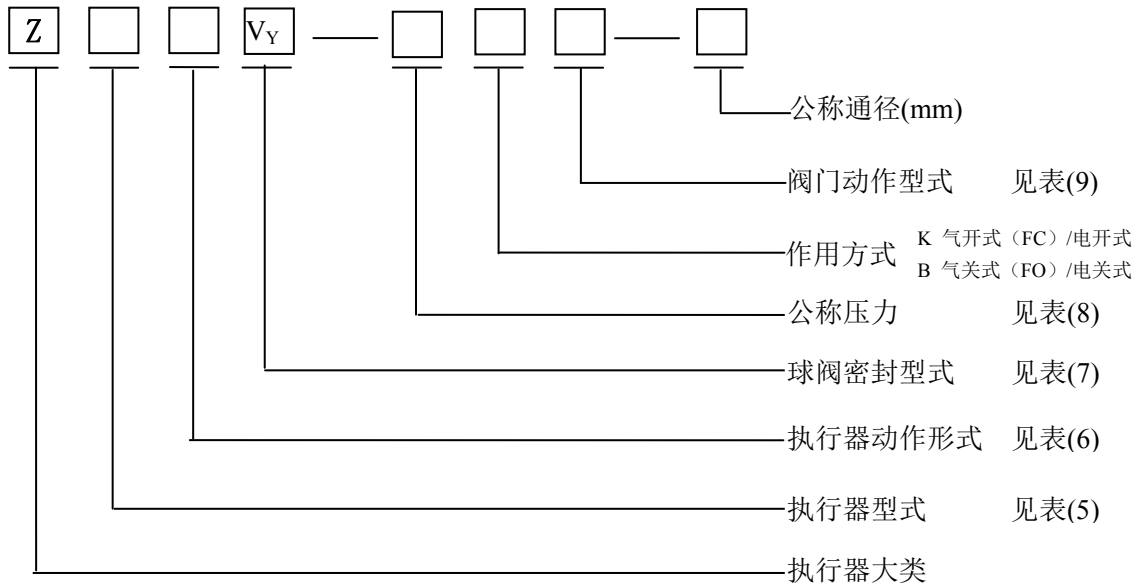 Z V_Y
公称通径(mm)
阀门动作型式 见表(9)
K 气开式（FC）/电开式
作用方式
B 气关式（FO）/电关式
公称压力 见表(8)
球阀密封型式 见表(7)
执行器动作形式 见表(6)
执行器型式 见表(5)
执行器大类